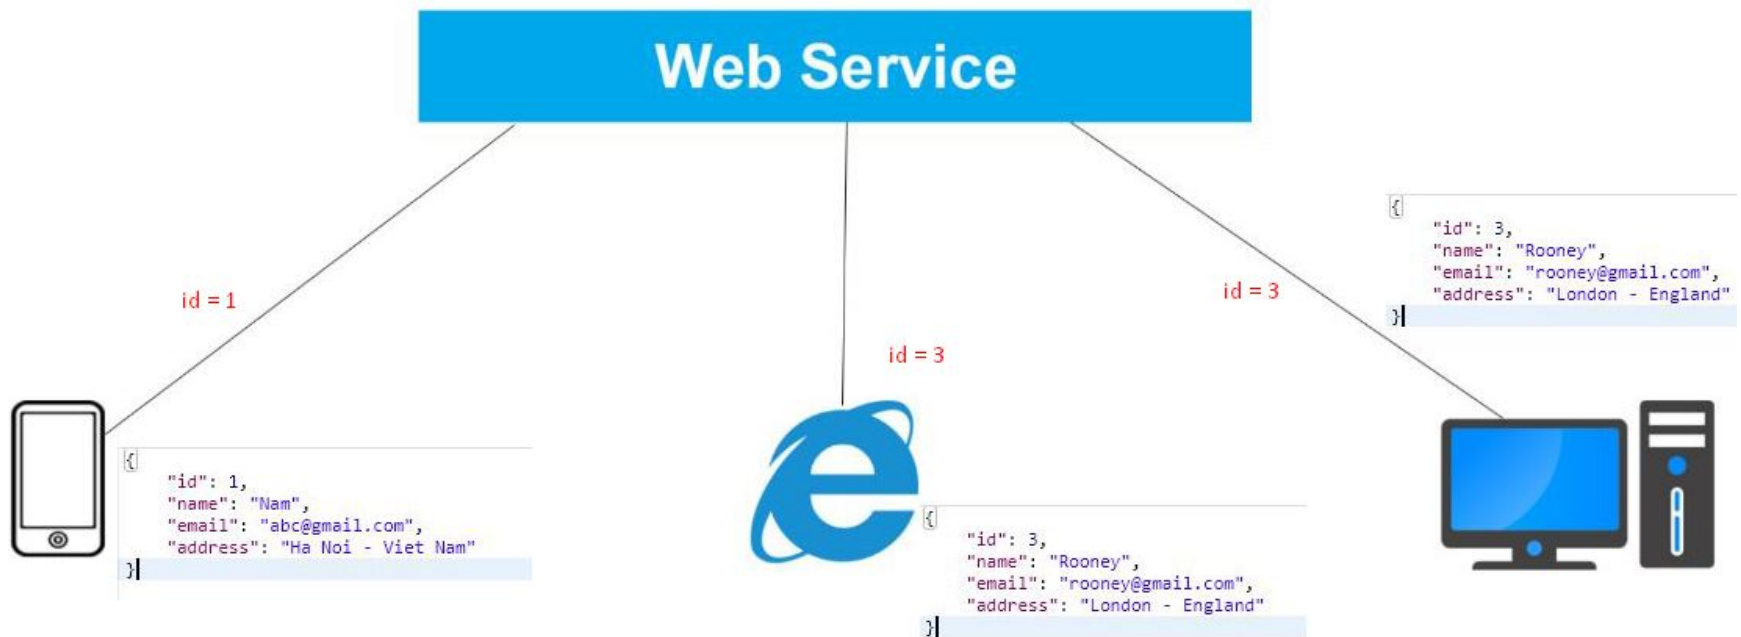 Web Service
{
"id": 3,
"name": "Rooney",
"email": "rooney@gmail.com",
"address": "London - England"
}
id = 1
id = 3
id = 3
{
"id": 1,
"name": "Nam",
"email": "abc@gmail.com",
"address": "Ha Noi - Viet Nam"
}
{
"id": 3,
"name": "Rooney",
"email": "rooney@gmail.com",
"address": "London - England"
}